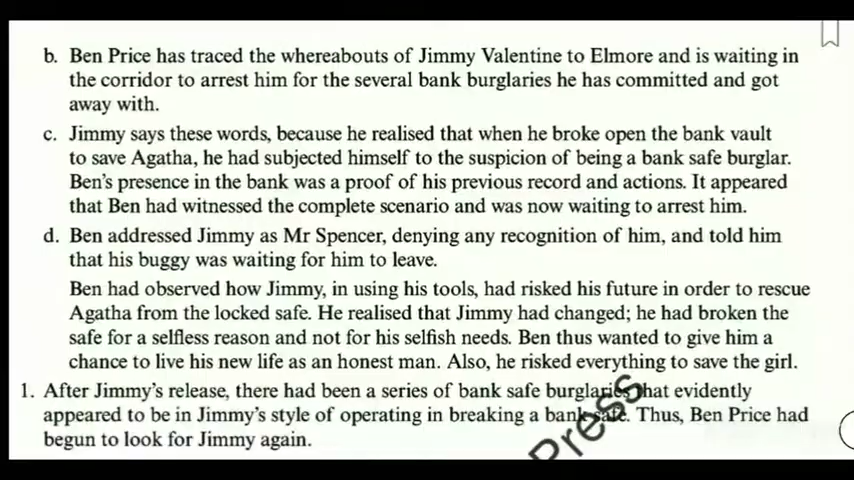 b. Ben Price has traced the whereabouts of Jimmy Valentine to Elmore and is waiting in
the corridor to arrest him for the several bank burglaries he has committed and got
away with.
c. Jimmy says these words, because he realised that when he broke open the bank vault
to save Agatha, he had subjected himself to the suspicion of being a bank safe burglar.
Ben's presence in the bank was a proof of his previous record and actions. It appeared
that Ben had witnessed the complete scenario and was now waiting to arrest him.
d. Ben addressed Jimmy as Mr Spencer, denying any recognition of him, and told him
that his buggy was waiting for him to leave.
Ben had observed how Jimmy, in using his tools, had risked his future in order to rescue
Agatha from the locked safe. He realised that Jimmy had changed; he had broken the
safe for a selfless reason and not for his selfish needs. Ben thus wanted to give him a
chance to live his new life as an honest man. Also, he risked everything to save the girl.
1. After Jimmy's release, there had been a series of bank safe burglaries that evidently
appeared to be in Jimmy's style of operating in breaking a bank safe. Thus, Ben Price had
begun to look for Jimmy again.
Press